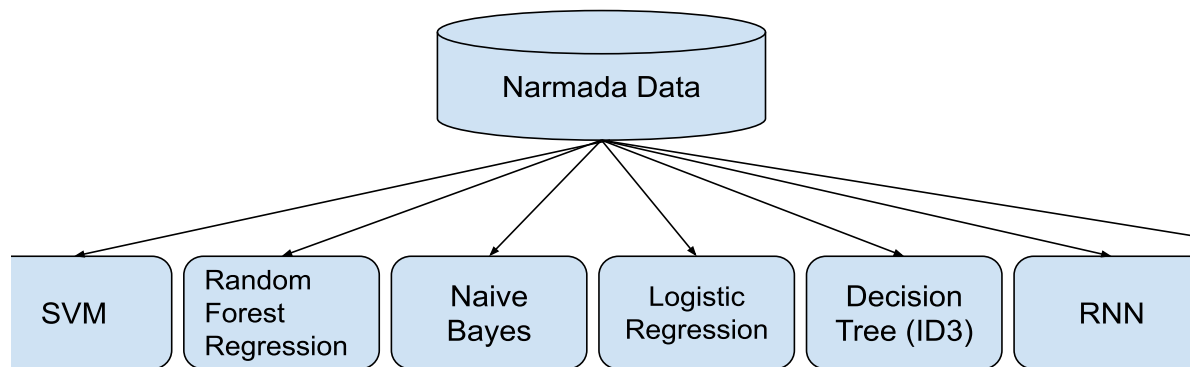 Narmada Data
SVM
Random
Forest
Regression
Naive
Bayes
Logistic
Regression
Decision
Tree (ID3)
RNN